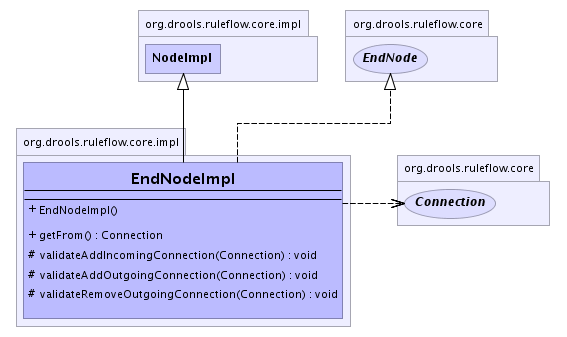 org.drools.ruleflow.core.impl
NodeImpl
org.drools.ruleflow.core
EndNode
org.drools.ruleflow.core.impl
EndNodeImpl
+ EndNodeImpl()
+ getFrom() : Connection
# validateAddIncomingConnection(Connection) : void
# validateAddOutgoingConnection(Connection) : void
# validateRemoveOutgoingConnection(Connection) : void
org.drools.ruleflow.core
Connection